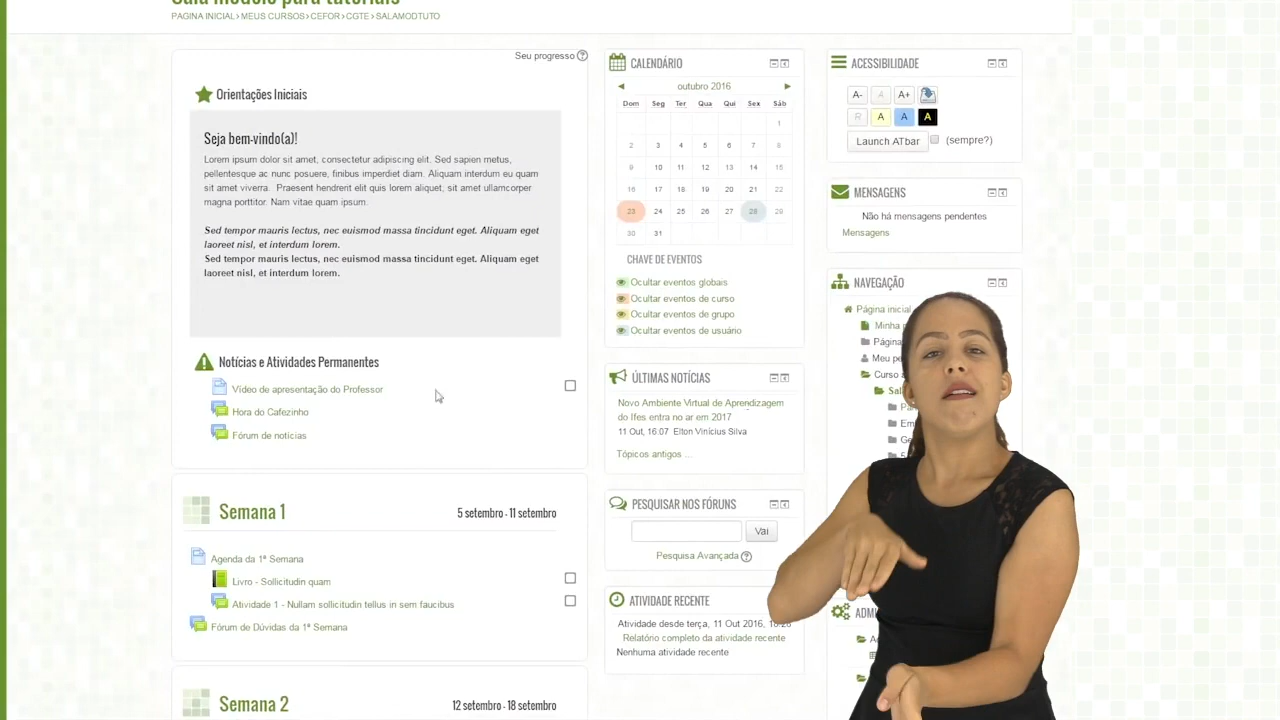 Sala modelo para tutoriais
PAGINA INICIAL › MEUS CURSOS › CEFOR › CGTE › SALAMODTUTO
Seu progresso
Orientações Iniciais
Seja bem-vindo(a)!
Lorem ipsum dolor sit amet, consectetur adipiscing elit. Sed sapien metus,
pellentesque ac nunc posuere, finibus imperdiet diam. Aliquam interdum eu quam
sit amet viverra. Praesent hendrerit elit quis lorem aliquet, sit amet ullamcorper
magna porttitor. Nam vitae quam ipsum.
Sed tempor mauris lectus, nec euismod massa tincidunt eget. Aliquam eget
laoreet nisl, et interdum lorem.
Sed tempor mauris lectus, nec euismod massa tincidunt eget. Aliquam eget
laoreet nisl, et interdum lorem.
Notícias e Atividades Permanentes
Vídeo de apresentação do Professor
Hora do Cafezinho
Fórum de notícias
Semana 1
5 setembro - 11 setembro
Agenda da 1ª Semana
Livro - Sollicitudin quam
Atividade 1 - Nullam sollicitudin tellus in sem faucibus
Fórum de Dúvidas da 1ª Semana
Semana 2
12 setembro - 18 setembro
CALENDÁRIO
outubro 2016
Dom Seg Ter Qua Qui Sex Sáb
1
2 3 4 5 6 7 8
9 10 11 12 13 14 15
16 17 18 19 20 21 22
23 24 25 26 27 28 29
30 31
CHAVE DE EVENTOS
Ocultar eventos globais
Ocultar eventos de curso
Ocultar eventos de grupo
Ocultar eventos de usuário
ÚLTIMAS NOTÍCIAS
Novo Ambiente Virtual de Aprendizagem
do Ifes entra no ar em 2017
11 Out, 16:07 Elton Vinícius Silva
Tópicos antigos ...
PESQUISAR NOS FÓRUNS
Vai
Pesquisa Avançada
ATIVIDADE RECENTE
Atividade desde terça, 11 Out 2016,
Relatório completo da atividade recente
Nenhuma atividade recente
ACESSIBILIDADE
A- A A+
R A A A
Launch ATbar (sempre?)
MENSAGENS
Não há mensagens pendentes
Mensagens
NAVEGAÇÃO
Página inicial
Minha
Página
Meu
Curso